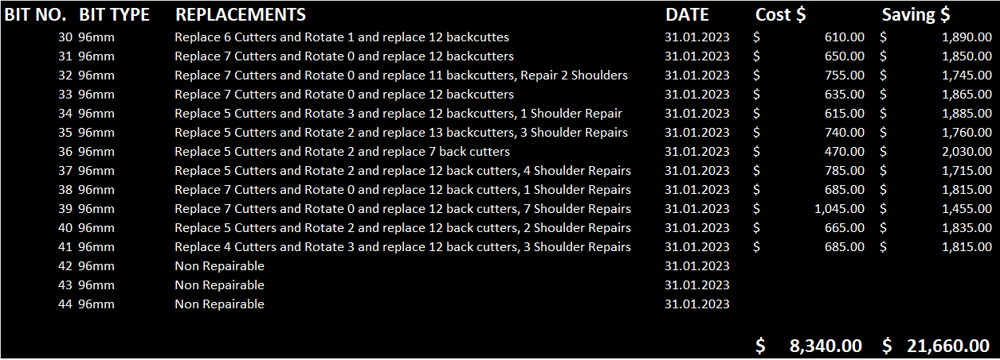 BIT NO. BIT TYPE REPLACEMENTS DATE Cost $ Saving $
30 96mm Replace 6 Cutters and Rotate 1 and replace 12 backcuttes 31.01.2023 $ 610.00 $ 1,890.00
31 96mm Replace 7 Cutters and Rotate 0 and replace 12 backcutters 31.01.2023 $ 650.00 $ 1,850.00
32 96mm Replace 7 Cutters and Rotate 0 and replace 11 backcutters, Repair 2 Shoulders 31.01.2023 $ 755.00 $ 1,745.00
33 96mm Replace 7 Cutters and Rotate 0 and replace 12 backcutters 31.01.2023 $ 635.00 $ 1,865.00
34 96mm Replace 5 Cutters and Rotate 3 and replace 12 backcutters, 1 Shoulder Repair 31.01.2023 $ 615.00 $ 1,885.00
35 96mm Replace 5 Cutters and Rotate 2 and replace 13 backcutters, 3 Shoulder Repairs 31.01.2023 $ 740.00 $ 1,760.00
36 96mm Replace 5 Cutters and Rotate 2 and replace 7 back cutters 31.01.2023 $ 470.00 $ 2,030.00
37 96mm Replace 5 Cutters and Rotate 2 and replace 12 back cutters, 4 Shoulder Repairs 31.01.2023 $ 785.00 $ 1,715.00
38 96mm Replace 7 Cutters and Rotate 0 and replace 12 back cutters, 1 Shoulder Repairs 31.01.2023 $ 685.00 $ 1,815.00
39 96mm Replace 7 Cutters and Rotate 0 and replace 12 back cutters, 7 Shoulder Repairs 31.01.2023 $ 1,045.00 $ 1,455.00
40 96mm Replace 5 Cutters and Rotate 2 and replace 12 back cutters, 2 Shoulder Repairs 31.01.2023 $ 665.00 $ 1,835.00
41 96mm Replace 4 Cutters and Rotate 3 and replace 12 back cutters, 3 Shoulder Repairs 31.01.2023 $ 685.00 $ 1,815.00
42 96mm Non Repairable 31.01.2023
43 96mm Non Repairable 31.01.2023
44 96mm Non Repairable 31.01.2023
$ 8,340.00 $ 21,660.00